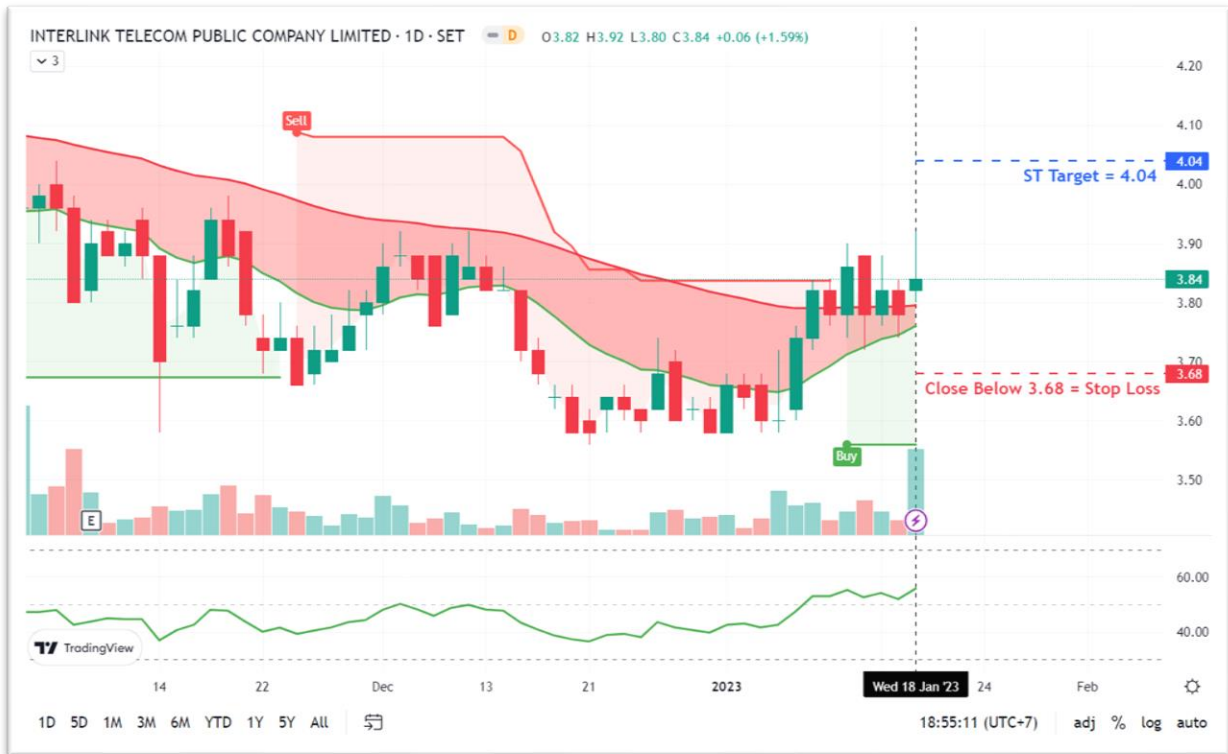 INTERLINK TELECOM PUBLIC COMPANY LIMITED · 1D · SET D O3.82 H3.92 L3.80 C3.84 +0.06 (+1.59%)
3
4.20
Sell
4.10
4.04
ST Target = 4.04
4.00
3.90
3.84
3.80
3.70
3.68
Close Below 3.68 = Stop Loss
3.60
Buy
3.50
E
60.00
TradingView
40.00
14 22 Dec 13 21 2023 Wed 18 Jan '23 24 Feb
1D 5D 1M 3M 6M YTD 1Y 5Y All 18:55:11 (UTC+7) adj % log auto